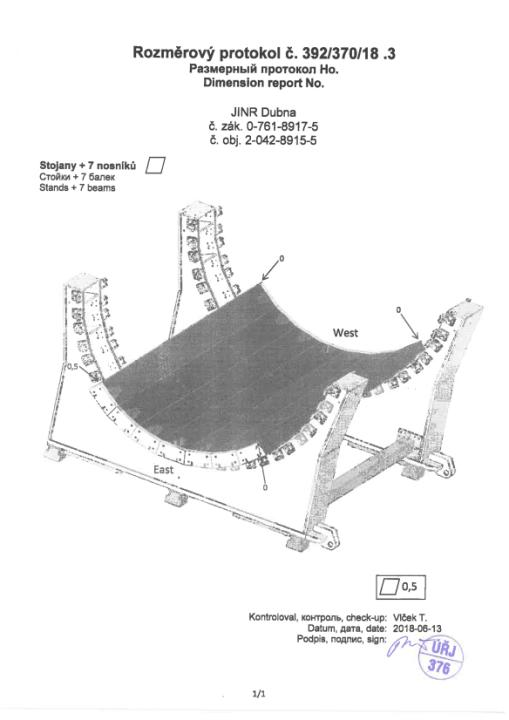 Rozměrový protokol č. 392/370/18 .3
Размерный протокол Но.
Dimension report No.
JINR Dubna
č. zák. 0-761-8917-5
č. obj. 2-042-8915-5
Stojany + 7 nosníků
Стойки + 7 балек
Stands + 7 beams
0
0
West
0,5
East
0
0,5
Kontroloval, контроль, check-up: Vlček T.
Datum, дата, date: 2018-06-13
Podpis, подпис, sign:
ÚŘJ
376
1/1